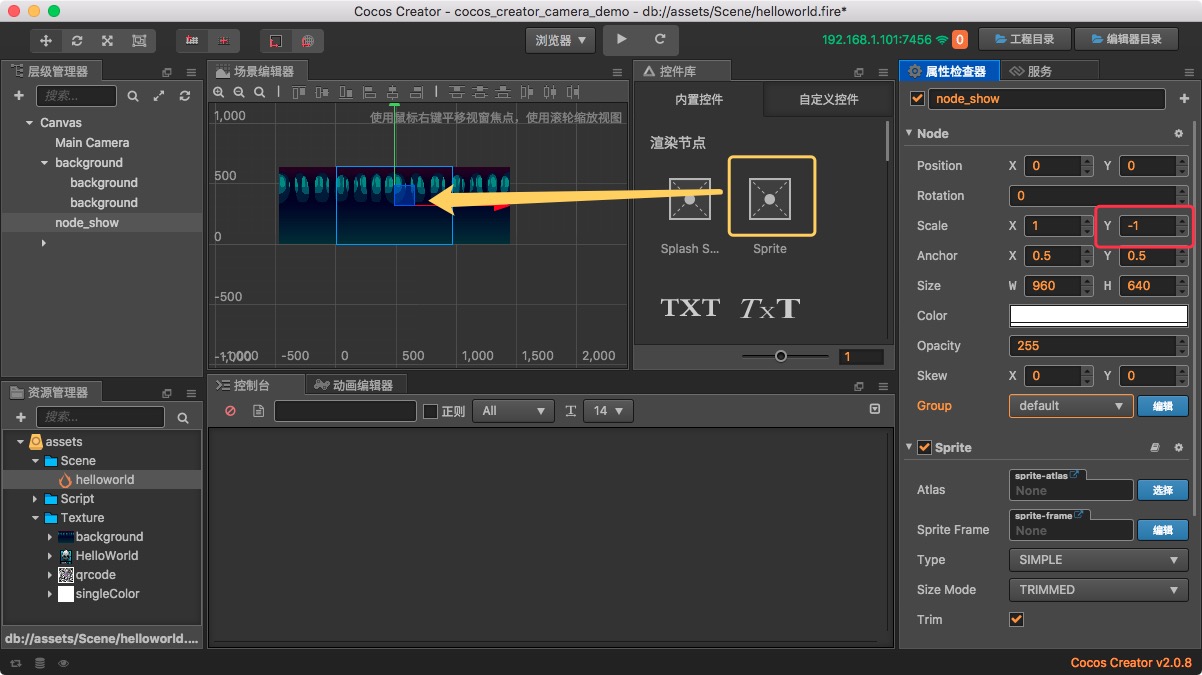 Cocos Creator - cocos_creator_camera_demo - db://assets/Scene/helloworld.fire*
浏览器
192.168.1.101:7456
0
工程目录
编辑器目录
层级管理器
搜索...
Canvas
Main Camera
background
background
background
node_show
场景编辑器
使用鼠标右键平移视窗焦点，使用滚轮缩放视图
1,000
500
0
-500
-1,000
-1,000
-500
0
500
1,000
1,500
2,000
控件库
内置控件
自定义控件
渲染节点
Splash S...
Sprite
TXT
TxT
1
属性检查器
服务
node_show
Node
Position X 0 Y 0
Rotation 0
Scale X 1 Y -1
Anchor X 0.5 Y 0.5
Size W 960 H 640
Color
Opacity 255
Skew X 0 Y 0
Group default 编辑
Sprite
Atlas sprite-atlas None 选择
Sprite Frame sprite-frame None 编辑
Type SIMPLE
Size Mode TRIMMED
Trim
资源管理器
搜索...
assets
Scene
helloworld
Script
Texture
background
HelloWorld
qrcode
singleColor
db://assets/Scene/helloworld....
控制台
动画编辑器
正则
All
14
Cocos Creator v2.0.8